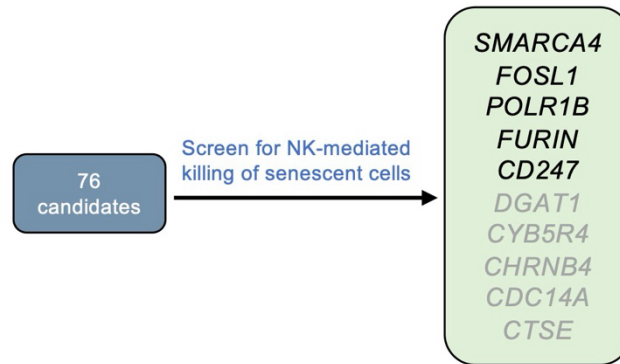 76
candidates
Screen for NK-mediated
killing of senescent cells
SMARCA4
FOSL1
POLR1B
FURIN
CD247
DGAT1
CYB5R4
CHRNB4
CDC14A
CTSE